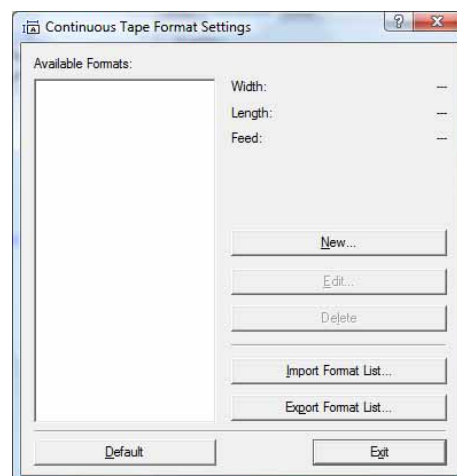 Continuous Tape Format Settings
Available Formats:
Width: ---
Length: ---
Feed: ---
New...
Edit...
Delete
Import Format List...
Export Format List...
Default
Exit